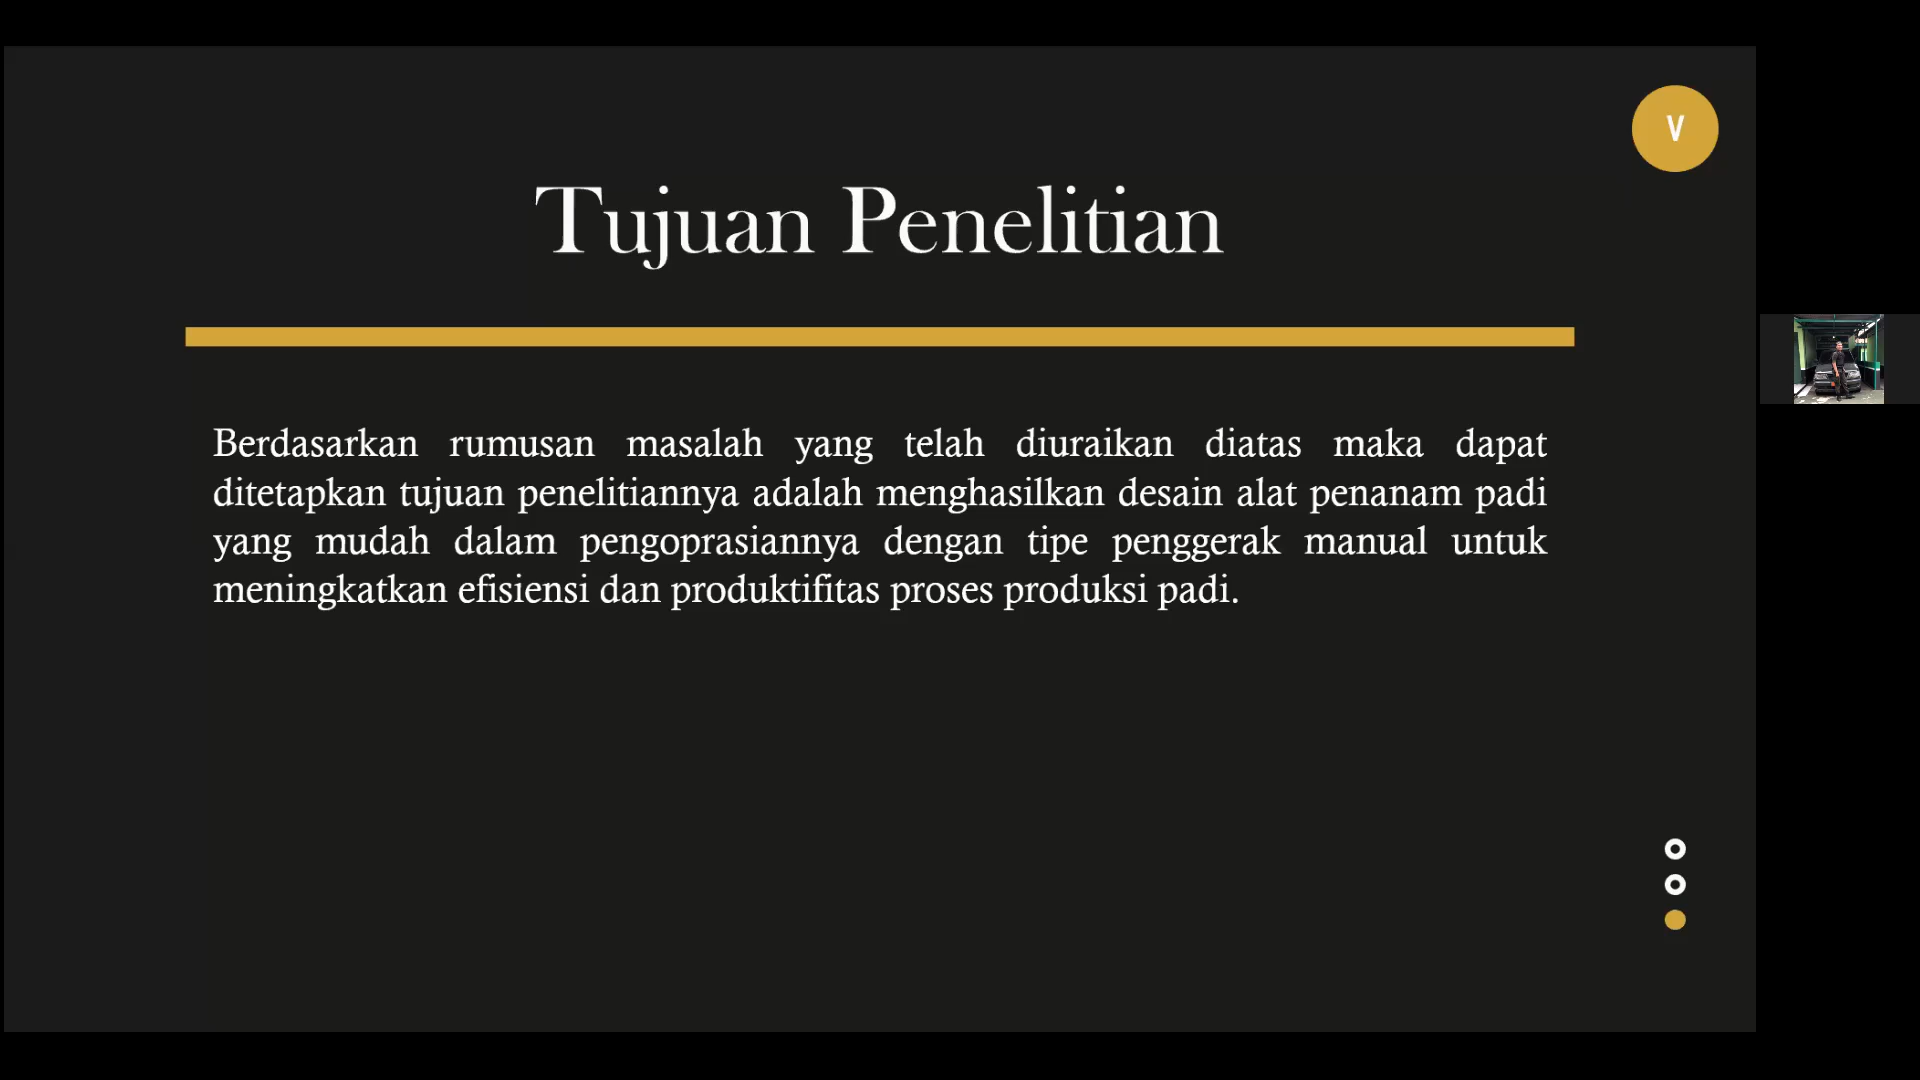 V
Tujuan Penelitian
Berdasarkan rumusan masalah yang telah diuraikan diatas maka dapat
ditetapkan tujuan penelitiannya adalah menghasilkan desain alat penanam padi
yang mudah dalam pengoprasiannya dengan tipe penggerak manual untuk
meningkatkan efisiensi dan produktifitas proses produksi padi.